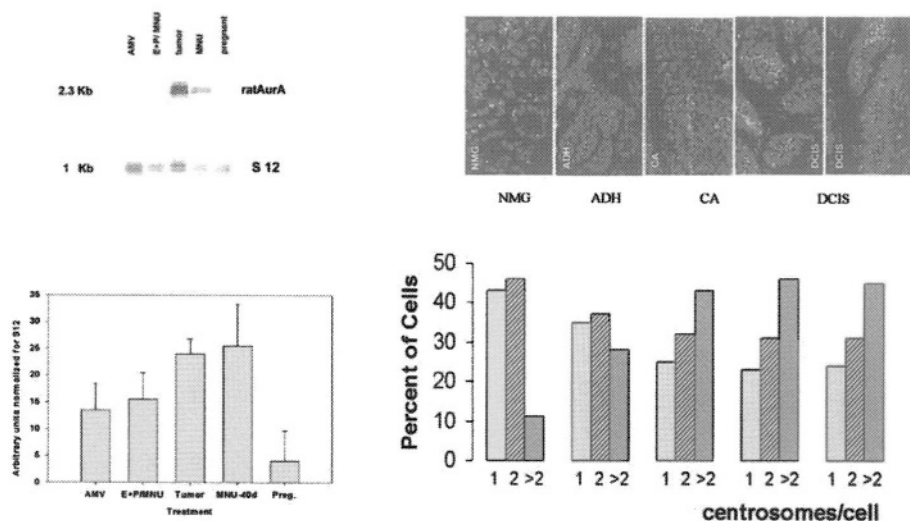 AMV
E+P/MNU
tumor
MNU
pregnant
2.3 Kb
ratAurA
1 Kb
S 12
NMG
ADH
CA
DCIS
DCIS
NMG ADH CA DCIS
Arbitrary units normalized for S12
35
30
25
20
15
10
5
0
AMV E+P/MNU Tumor MNU-40d Preg.
Treatment
Percent of Cells
50
40
30
20
10
0
1 2 >2 1 2 >2 1 2 >2 1 2 >2 1 2 >2
centrosomes/cell